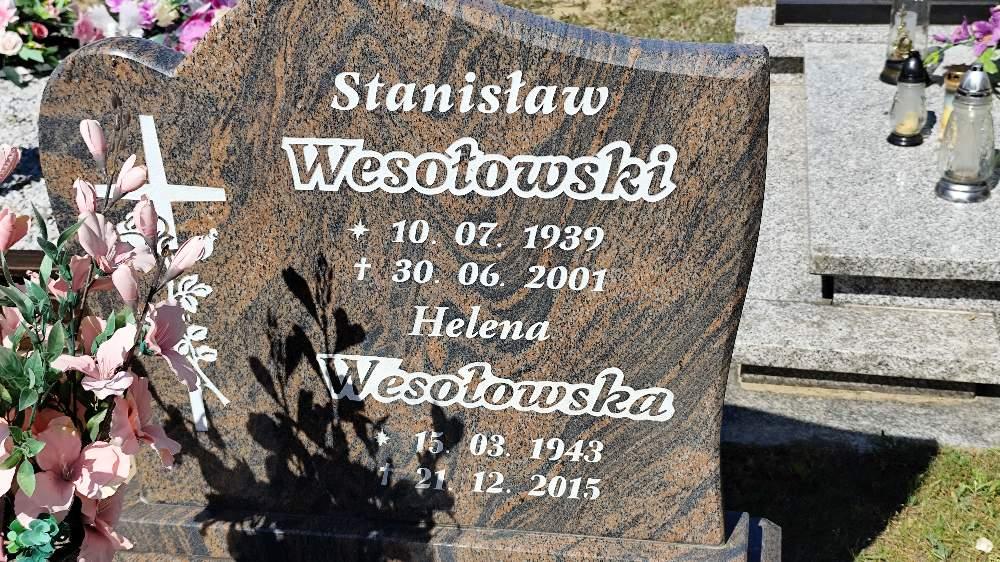 Stanisław
Wesołowski
* 10. 07. 1939
† 30. 06. 2001
Helena
Wesołowska
* 15. 03. 1943
† 21. 12. 2015